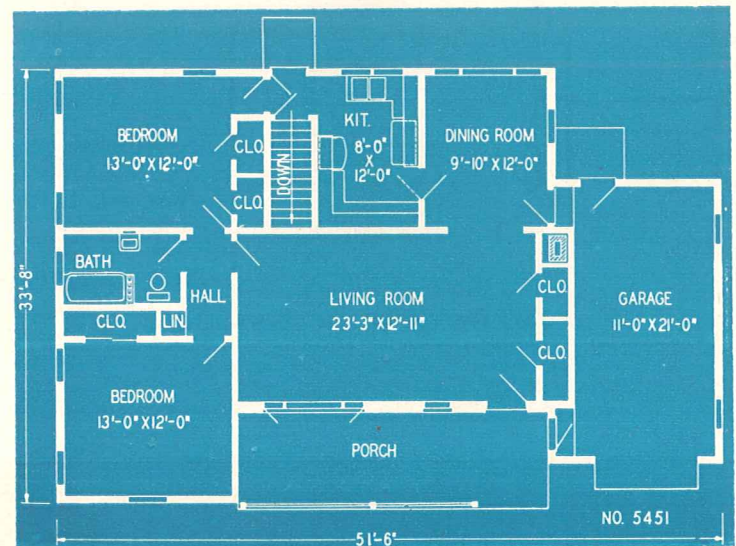 BEDROOM
13'-0" X 12'-0"
CLO.
CLO.
DOWN
KIT.
8'-0"
X
12'-0"
DINING ROOM
9'-10" X 12'-0"
BATH
HALL
CLO.
LIN.
LIVING ROOM
23'-3" X 12'-11"
CLO.
CLO.
GARAGE
11'-0" X 21'-0"
33'-8"
BEDROOM
13'-0" X 12'-0"
PORCH
NO. 5451
51'-6"